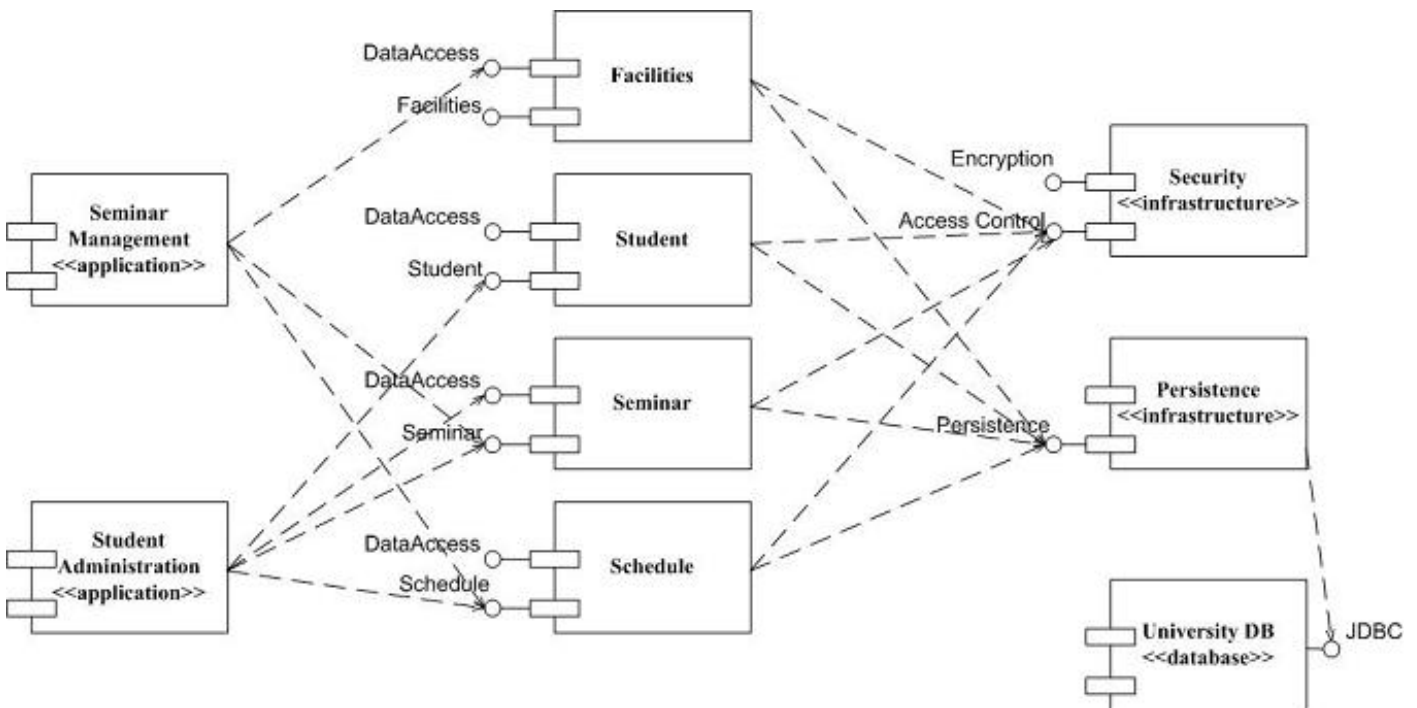 DataAccess
Facilities
Facilities
Encryption
Security
<<infrastructure>>
Access Control
Seminar
Management
<<application>>
DataAccess
Student
Student
DataAccess
Seminar
Seminar
Persistence
<<infrastructure>>
Persistence
Student
Administration
<<application>>
DataAccess
Schedule
Schedule
University DB
<<database>>
JDBC